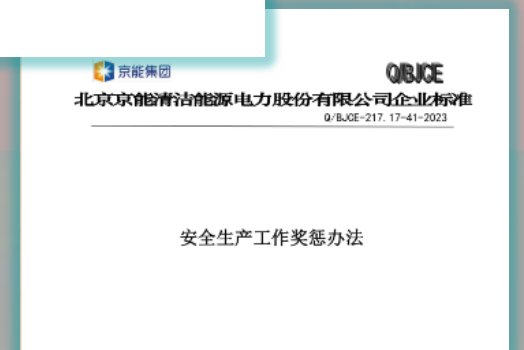 京能集团
Q/BJCE
北京京能清洁能源电力股份有限公司企业标准
Q/BJCE-217.17-41-2023
安全生产工作奖惩办法